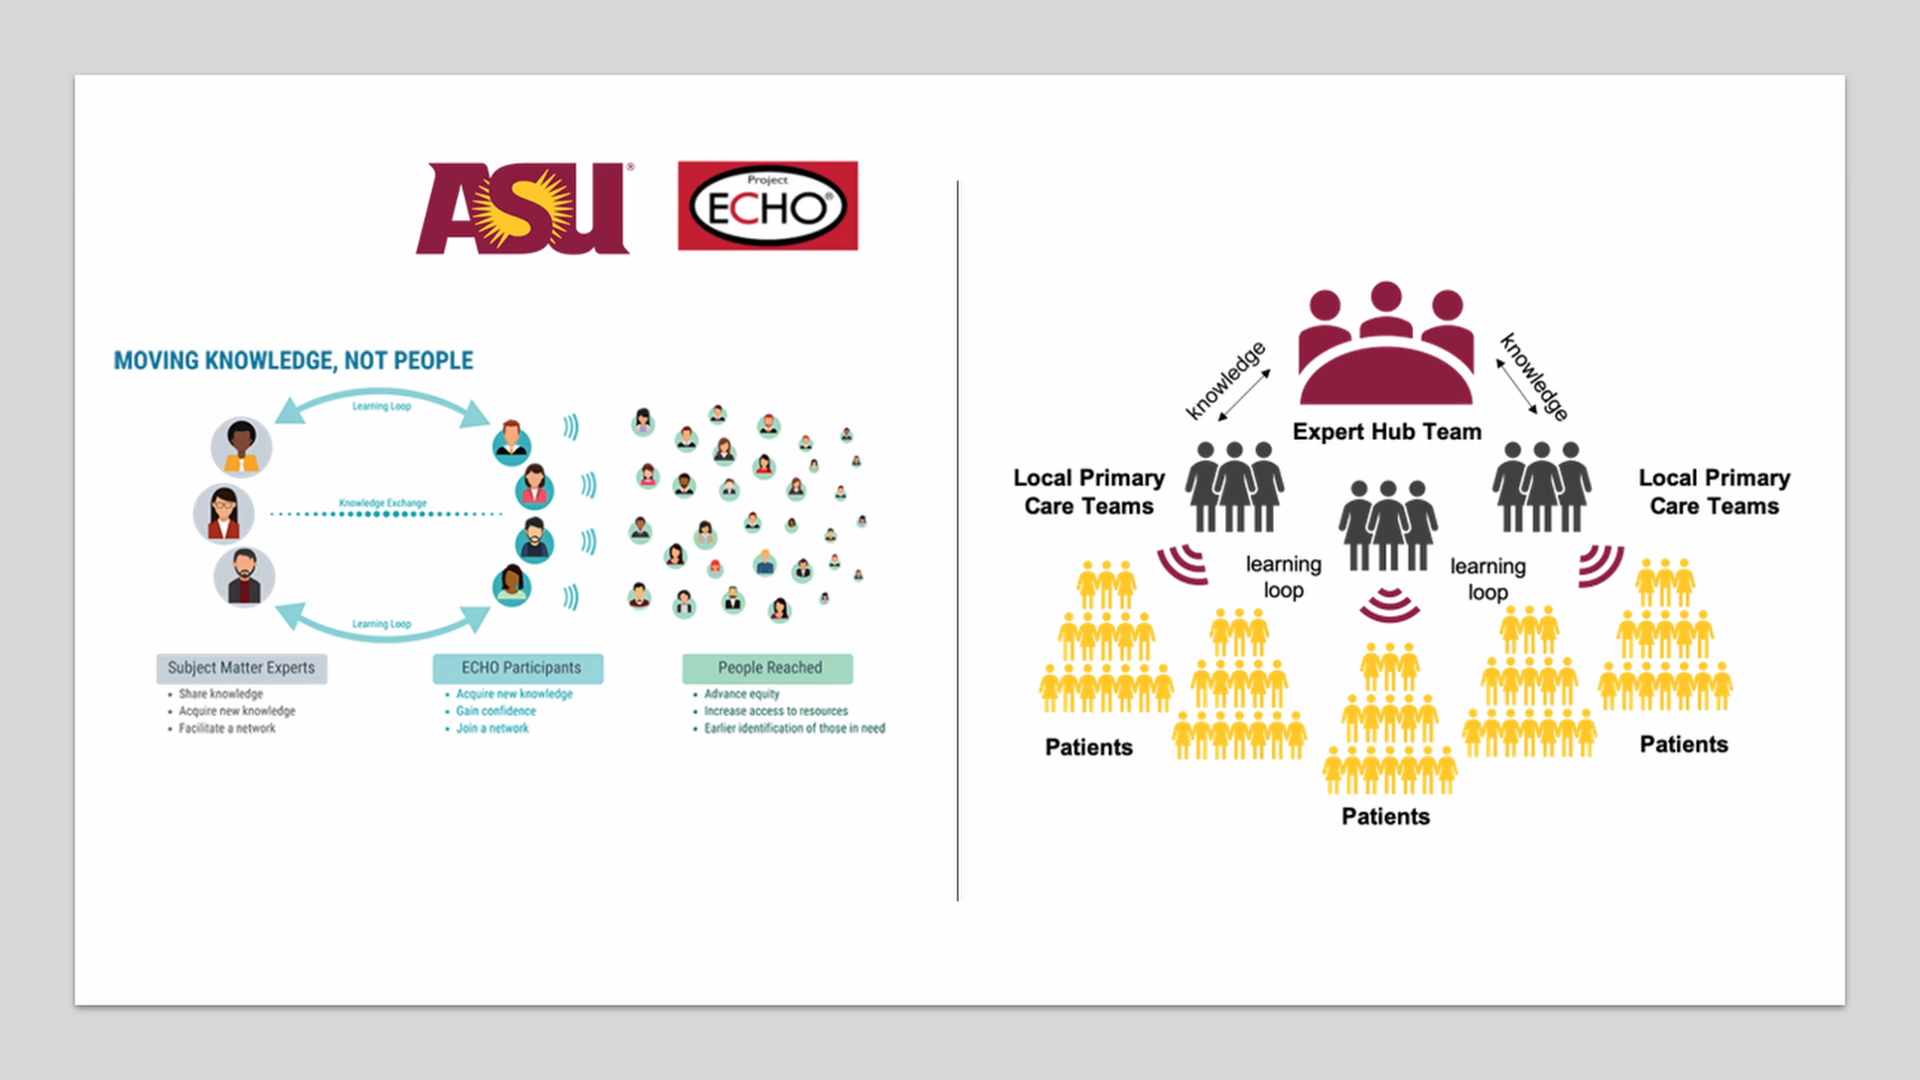 ASU®
Project
ECHO®
MOVING KNOWLEDGE, NOT PEOPLE
Learning Loop
Knowledge Exchange
Learning Loop
Subject Matter Experts
• Share knowledge
• Acquire new knowledge
• Facilitate a network
ECHO Participants
• Acquire new knowledge
• Gain confidence
• Join a network
People Reached
• Advance equity
• Increase access to resources
• Earlier identification of those in need
knowledge
knowledge
Expert Hub Team
Local Primary
Care Teams
Local Primary
Care Teams
learning
loop
learning
loop
Patients
Patients
Patients